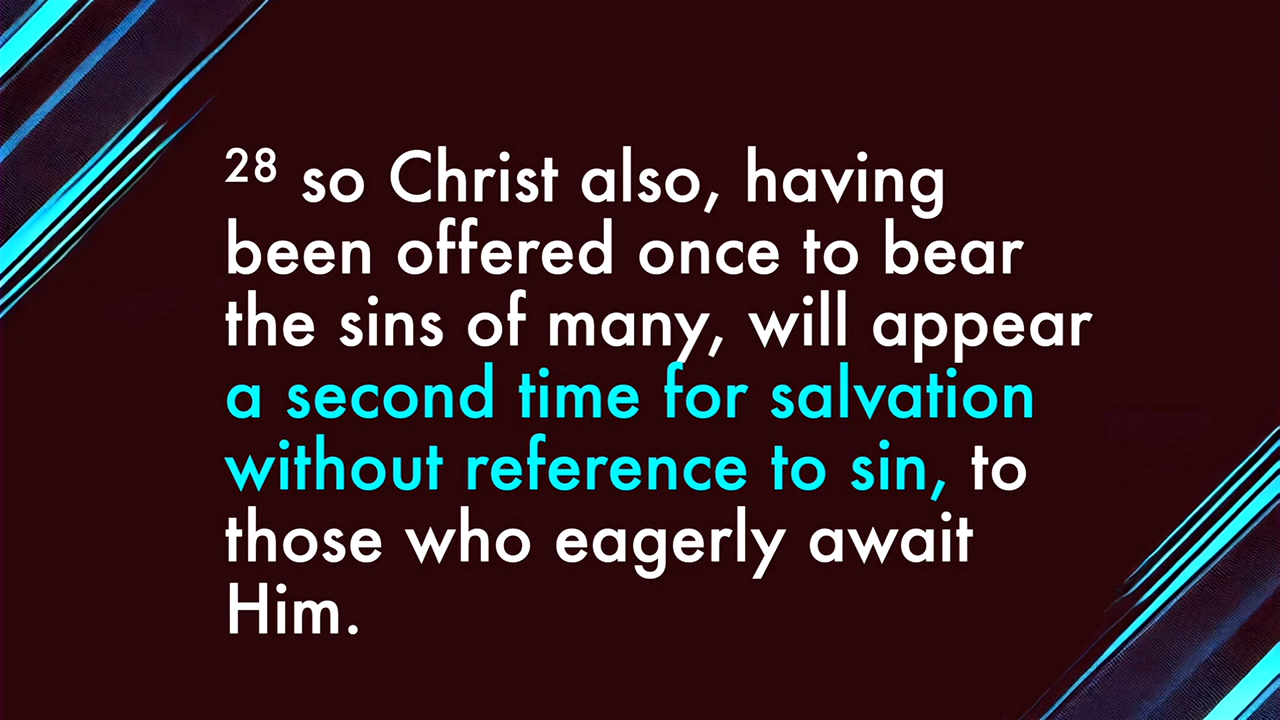 28 so Christ also, having
been offered once to bear
the sins of many, will appear
a second time for salvation
without reference to sin, to
those who eagerly await
Him.